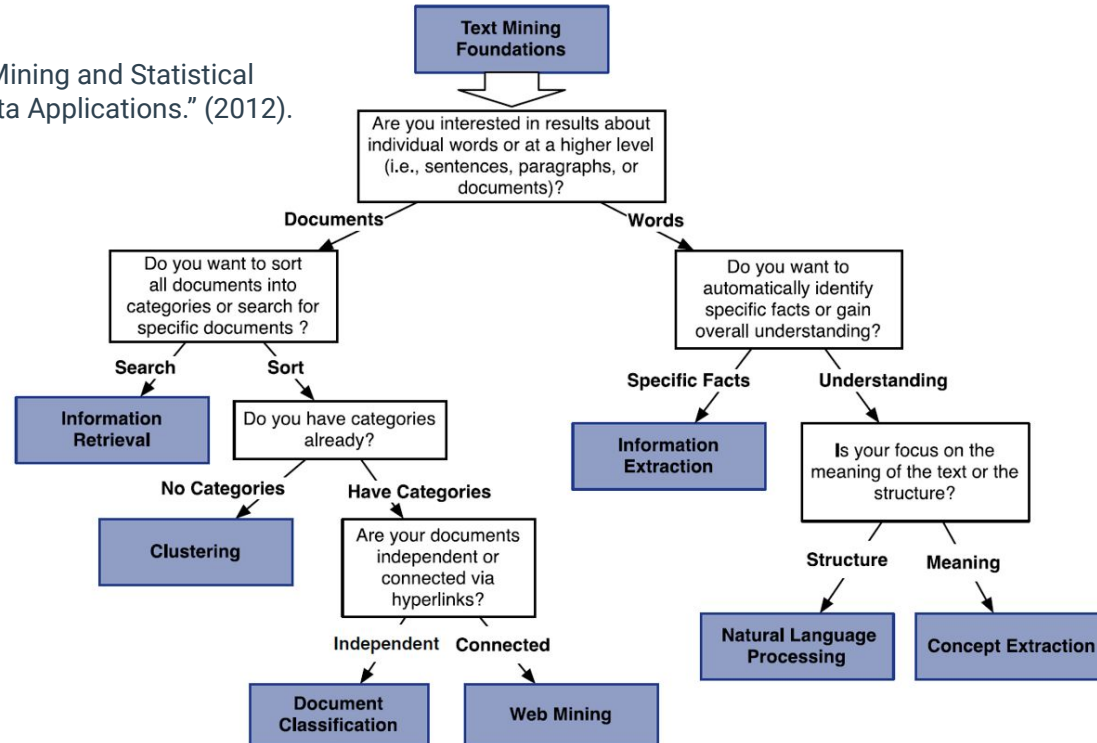 Mining and Statistical
ta Applications.” (2012).
Text Mining
Foundations
Are you interested in results about
individual words or at a higher level
(i.e., sentences, paragraphs, or
documents)?
Documents
Words
Do you want to sort
all documents into
categories or search for
specific documents ?
Do you want to
automatically identify
specific facts or gain
overall understanding?
Search
Sort
Specific Facts
Understanding
Information
Retrieval
Do you have categories
already?
Information
Extraction
Is your focus on the
meaning of the text or the
structure?
No Categories
Have Categories
Clustering
Are your documents
independent or
connected via
hyperlinks?
Structure
Meaning
Independent
Connected
Natural Language
Processing
Concept Extraction
Document
Classification
Web Mining